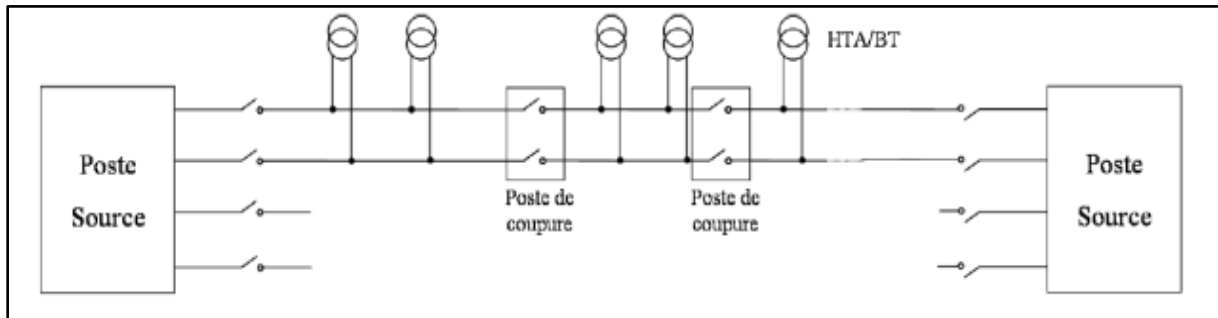 HTA/BT
Poste
Source
Poste de
coupure
Poste de
coupure
Poste
Source